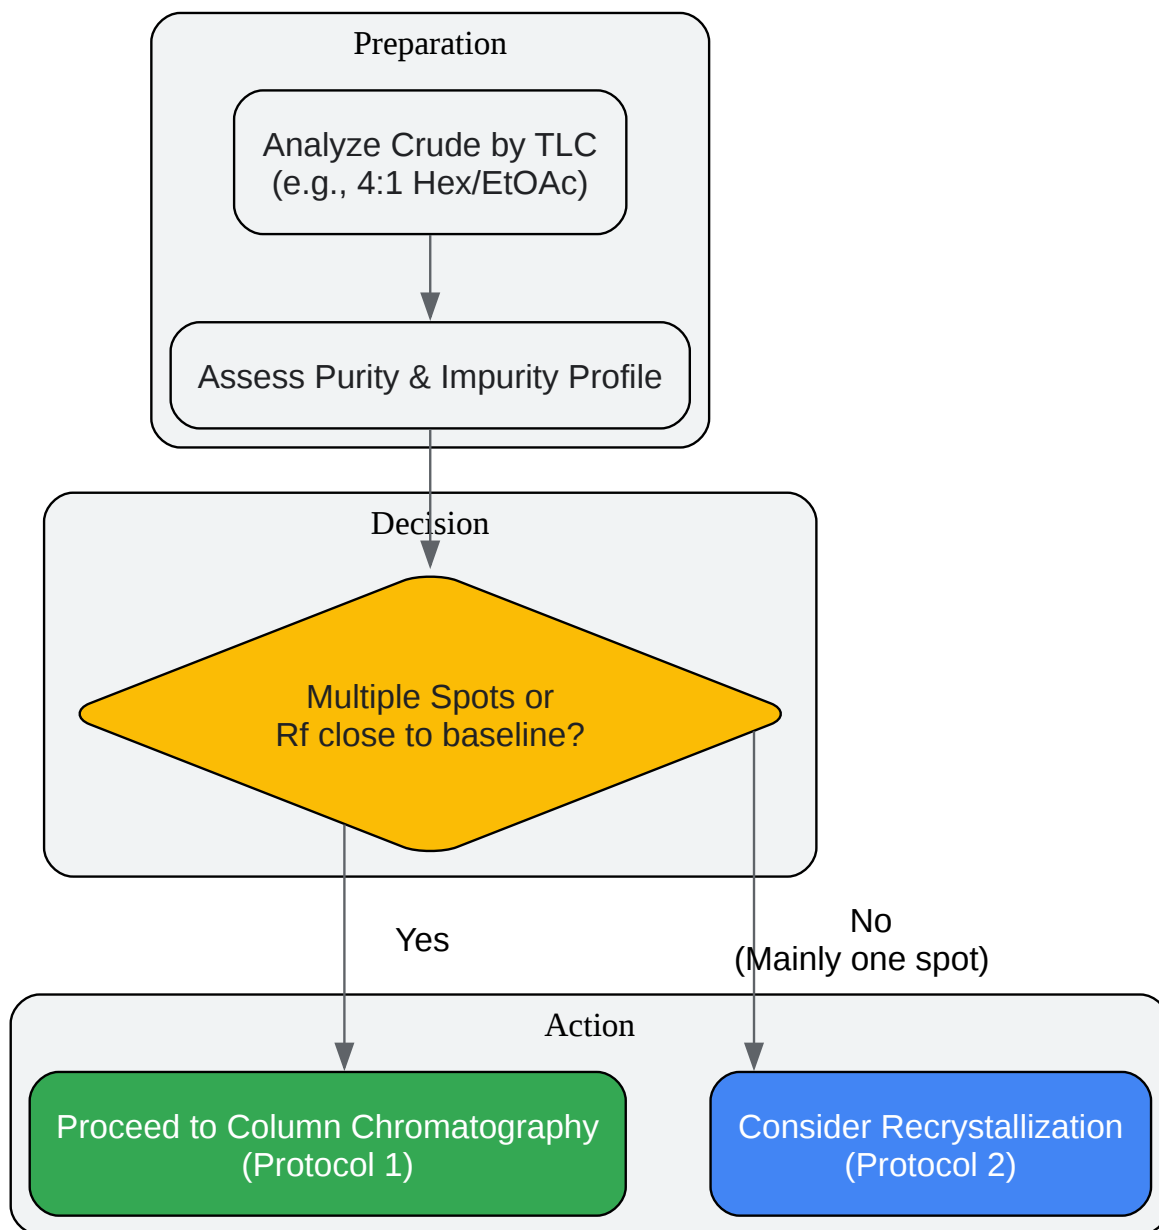 Preparation
Analyze Crude by TLC
(e.g., 4:1 Hex/EtOAc)
Assess Purity & Impurity Profile
Decision
Multiple Spots or
Rf close to baseline?
Yes
No
(Mainly one spot)
Action
Proceed to Column Chromatography
(Protocol 1)
Consider Recrystallization
(Protocol 2)